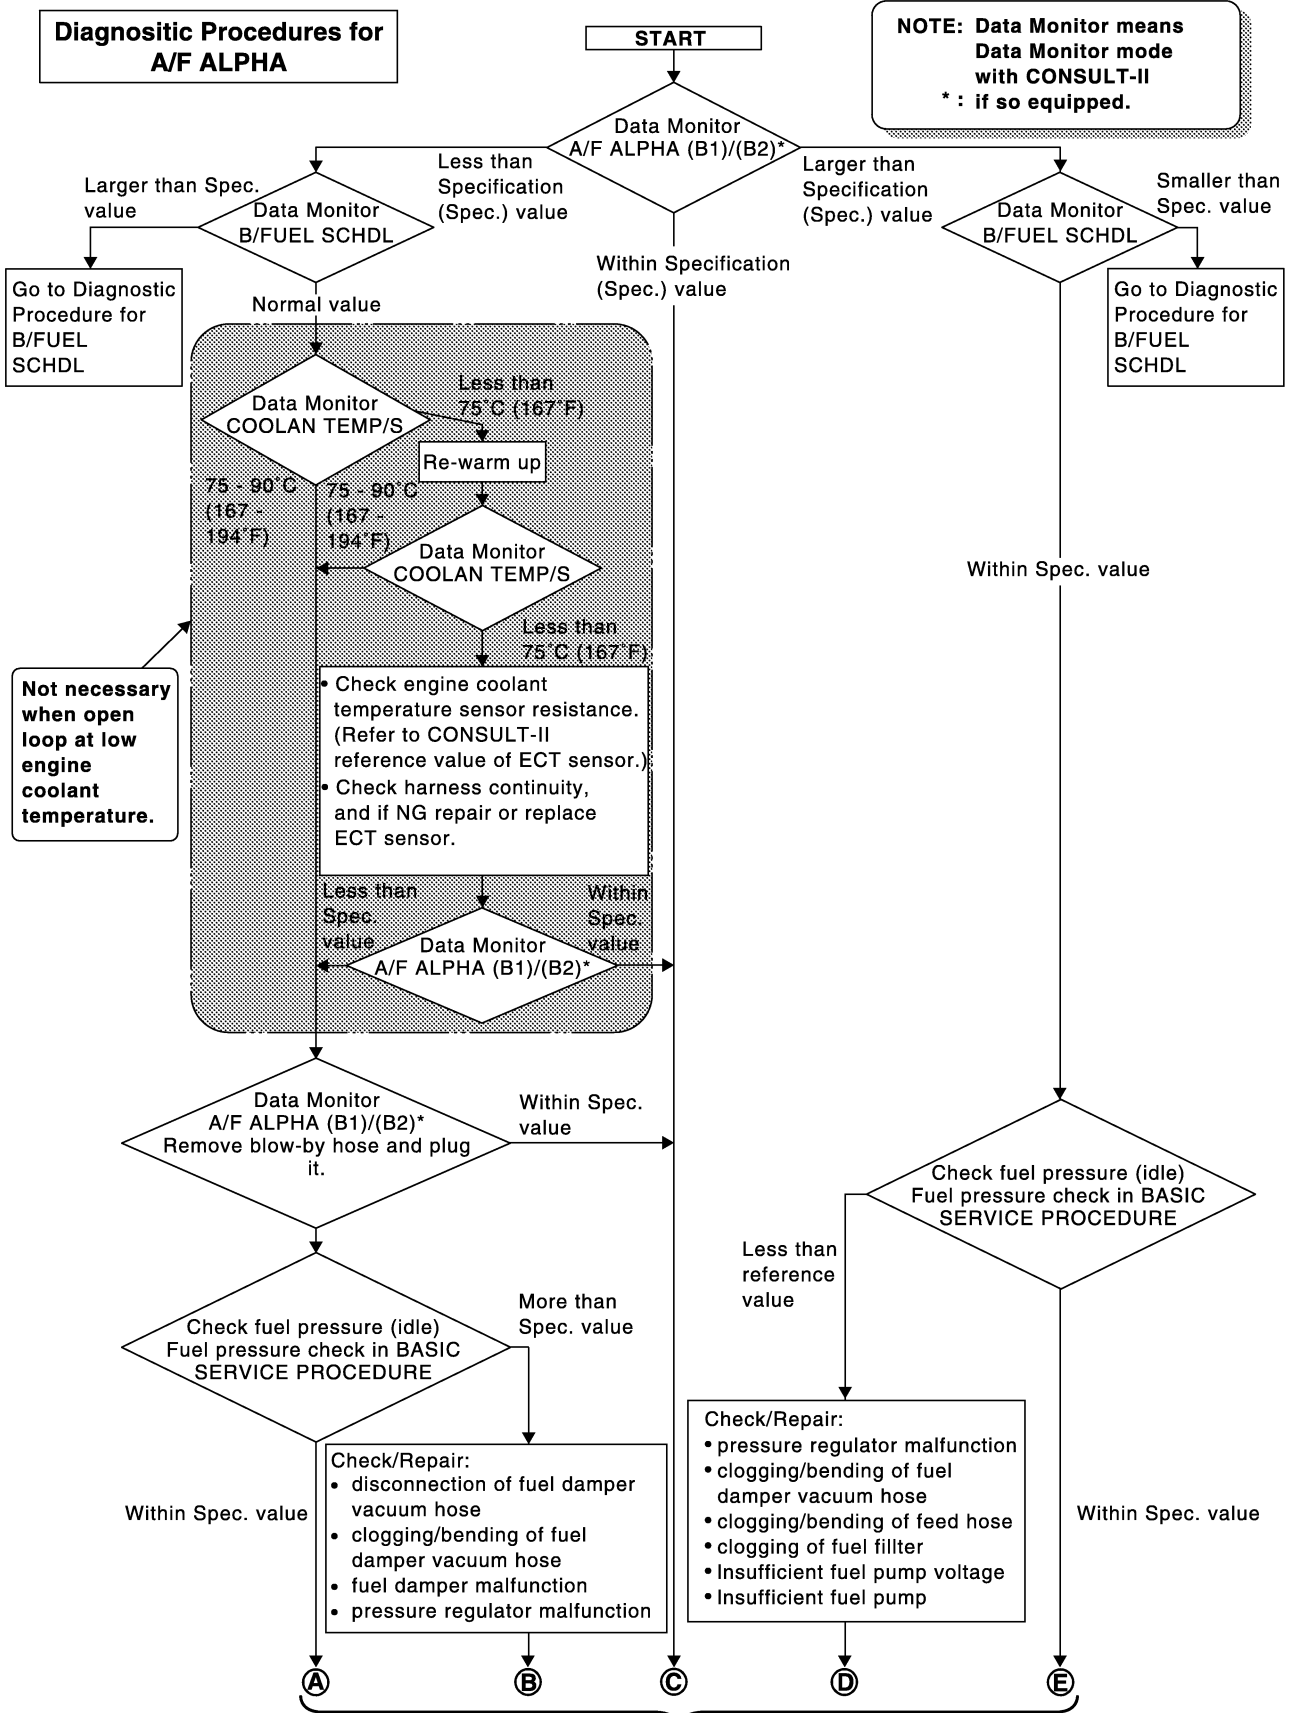 Diagnositic Procedures for
A/F ALPHA
START
NOTE: Data Monitor means
Data Monitor mode
with CONSULT-II
* : if so equipped.
Data Monitor
A/F ALPHA (B1)/(B2)*
Less than
Specification
(Spec.) value
Larger than
Specification
(Spec.) value
Within Specification
(Spec.) value
Larger than Spec.
value
Data Monitor
B/FUEL SCHDL
Smaller than
Spec. value
Data Monitor
B/FUEL SCHDL
Go to Diagnostic
Procedure for
B/FUEL
SCHDL
Go to Diagnostic
Procedure for
B/FUEL
SCHDL
Normal value
Data Monitor
COOLAN TEMP/S
Less than
75°C (167°F)
Re-warm up
75 - 90°C
(167 -
194°F)
75 - 90°C
(167 -
194°F)
Data Monitor
COOLAN TEMP/S
Within Spec. value
Less than
75°C (167°F)
Not necessary
when open
loop at low
engine
coolant
temperature.
• Check engine coolant
temperature sensor resistance.
(Refer to CONSULT-II
reference value of ECT sensor.)
• Check harness continuity,
and if NG repair or replace
ECT sensor.
Less than
Spec.
value
Within
Spec.
value
Data Monitor
A/F ALPHA (B1)/(B2)*
Data Monitor
A/F ALPHA (B1)/(B2)*
Remove blow-by hose and plug
it.
Within Spec.
value
Check fuel pressure (idle)
Fuel pressure check in BASIC
SERVICE PROCEDURE
Less than
reference
value
Check fuel pressure (idle)
Fuel pressure check in BASIC
SERVICE PROCEDURE
More than
Spec. value
Within Spec. value
Check/Repair:
• disconnection of fuel damper
vacuum hose
• clogging/bending of fuel
damper vacuum hose
• fuel damper malfunction
• pressure regulator malfunction
Check/Repair:
• pressure regulator malfunction
• clogging/bending of fuel
damper vacuum hose
• clogging/bending of feed hose
• clogging of fuel fillter
• Insufficient fuel pump voltage
• Insufficient fuel pump
Within Spec. value
A
B
C
D
E